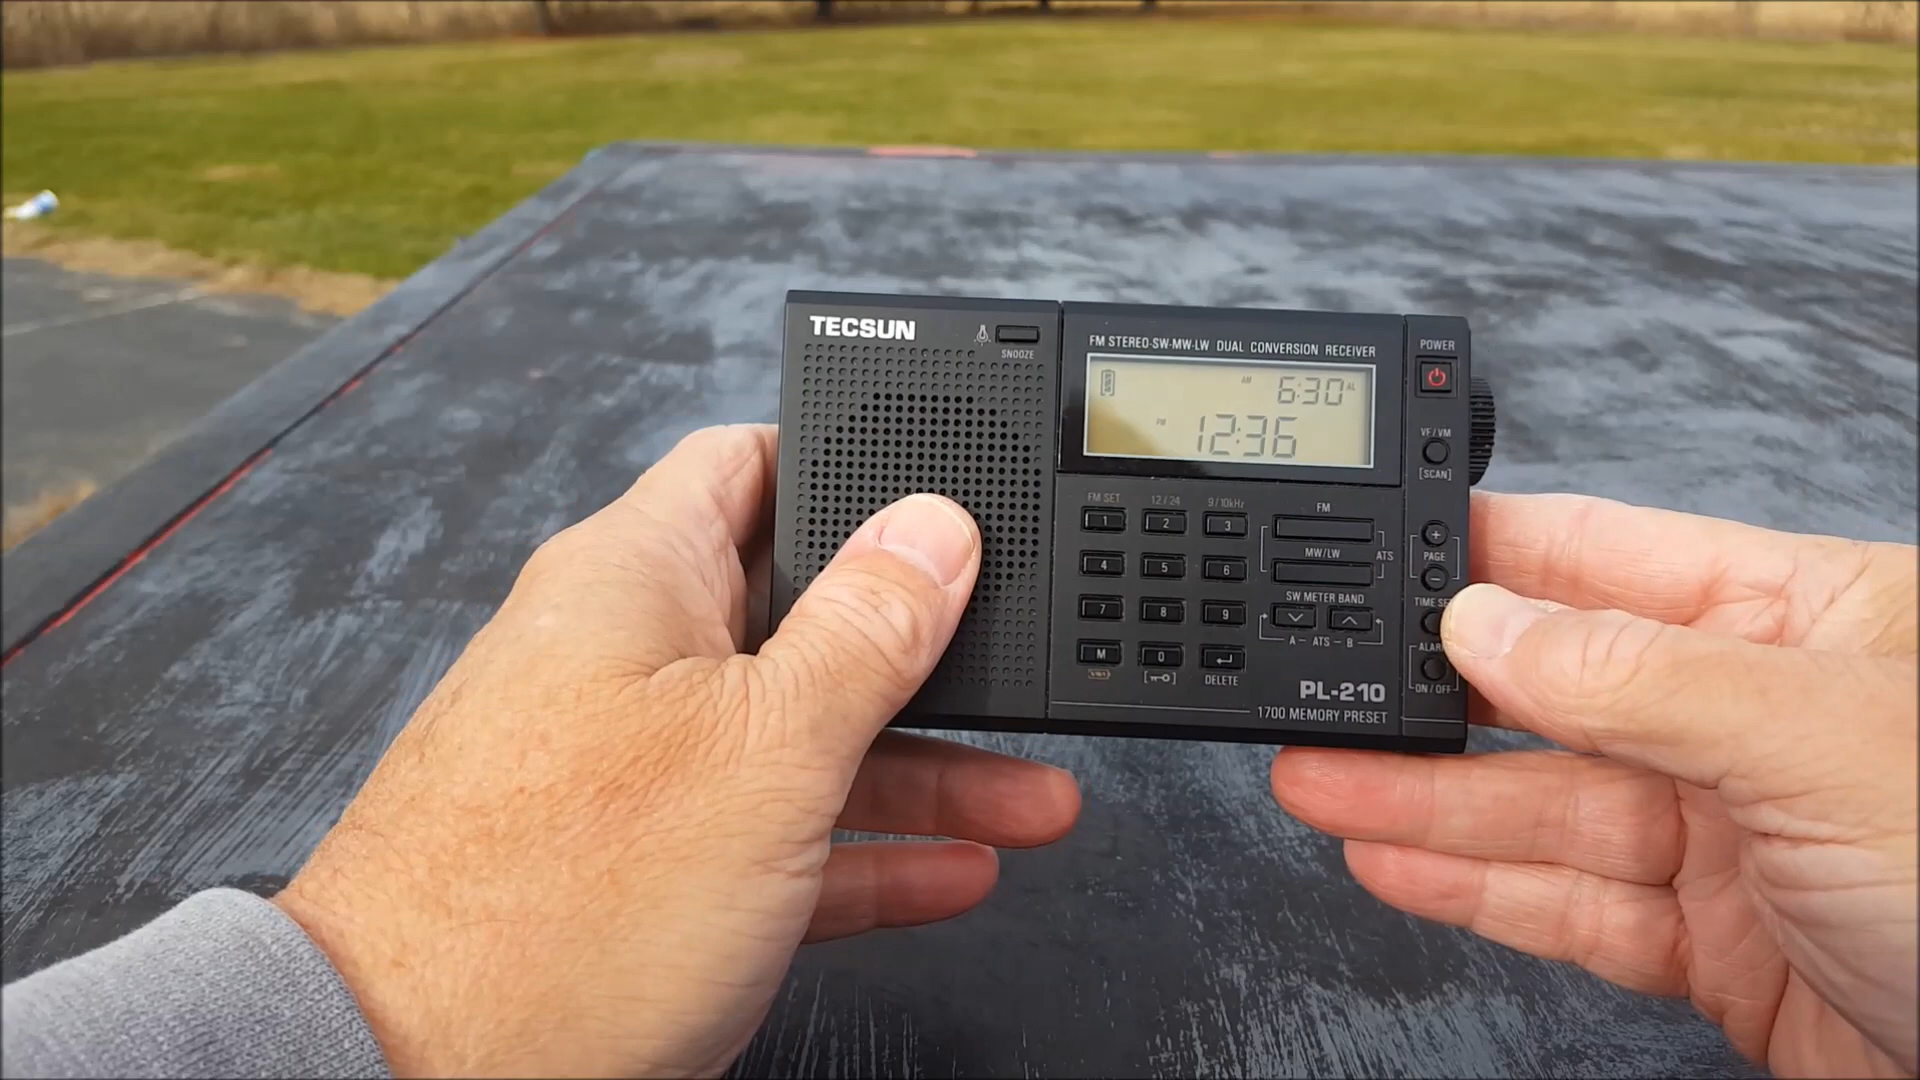 TECSUN
SNOOZE
FM STEREO-SW-MW-LW DUAL CONVERSION RECEIVER
POWER
AM 6:30 AL
PM 12:36
VF/VM
[SCAN]
FM SET 12/24 9/10kHz
1 2 3
FM
MW/LW
ATS
+
PAGE
−
4 5 6
SW METER BAND
TIME SE
7 8 9
A — ATS — B
ALAR
M 0
DELETE
ON/OFF
PL-210
1700 MEMORY PRESET